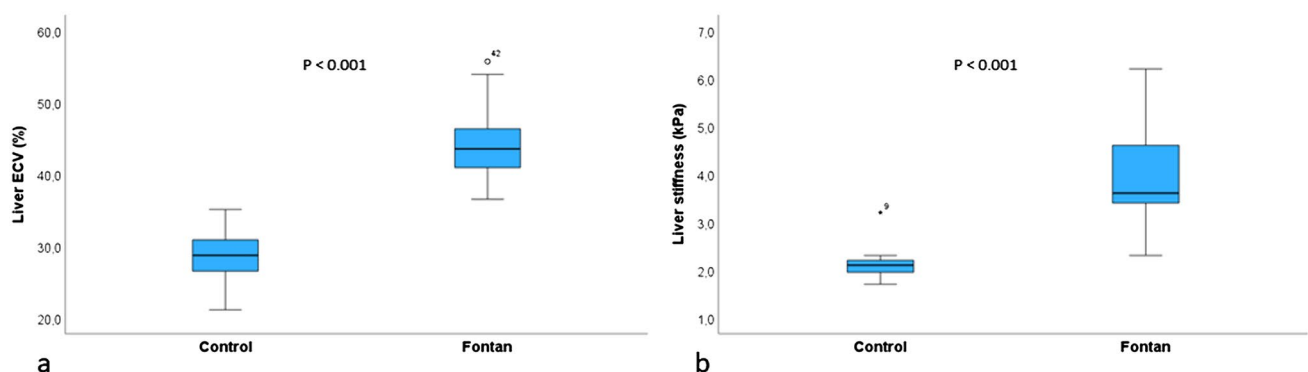 60,0
50,0
40,0
30,0
20,0
Liver ECV (%)
P < 0.001
42
Control
Fontan
a
7,0
6,0
5,0
4,0
3,0
2,0
1,0
Liver stiffness (kPa)
P < 0.001
9
Control
Fontan
b